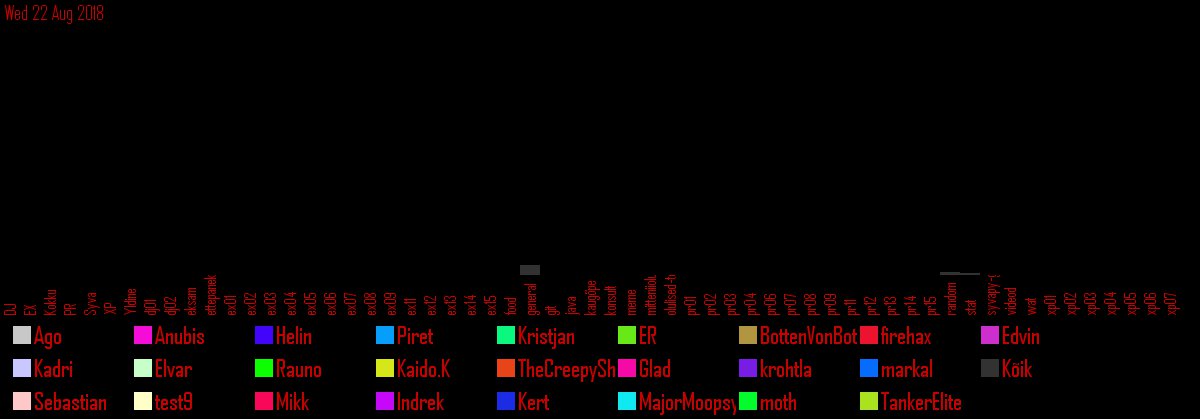 Wed 22 Aug 2018
DJ EX Kokku PR Syva XP Yldine dj01 dj02 eksam ettepanek ex01 ex02 ex03 ex04 ex05 ex06 ex07 ex08 ex09 ex11 ex12 ex13 ex14 ex15 food general git java kaugõpe konsult meme mitteniloli olulised-h pr01 pr02 pr03 pr04 pr06 pr07 pr08 pr09 pr11 pr12 pr13 pr14 pr15 random stat videod wat xp01 xp02 xp03 xp04 xp05 xp06 xp07
Ago Anubis Helin Piret Kristjan ER BottenVonBot firehax Edvin
Kadri Elvar Rauno Kaido.K TheCreepySh Glad krohtla markal Kõik
Sebastian test9 Mikk Indrek Kert MajorMoopsy moth TankerElite